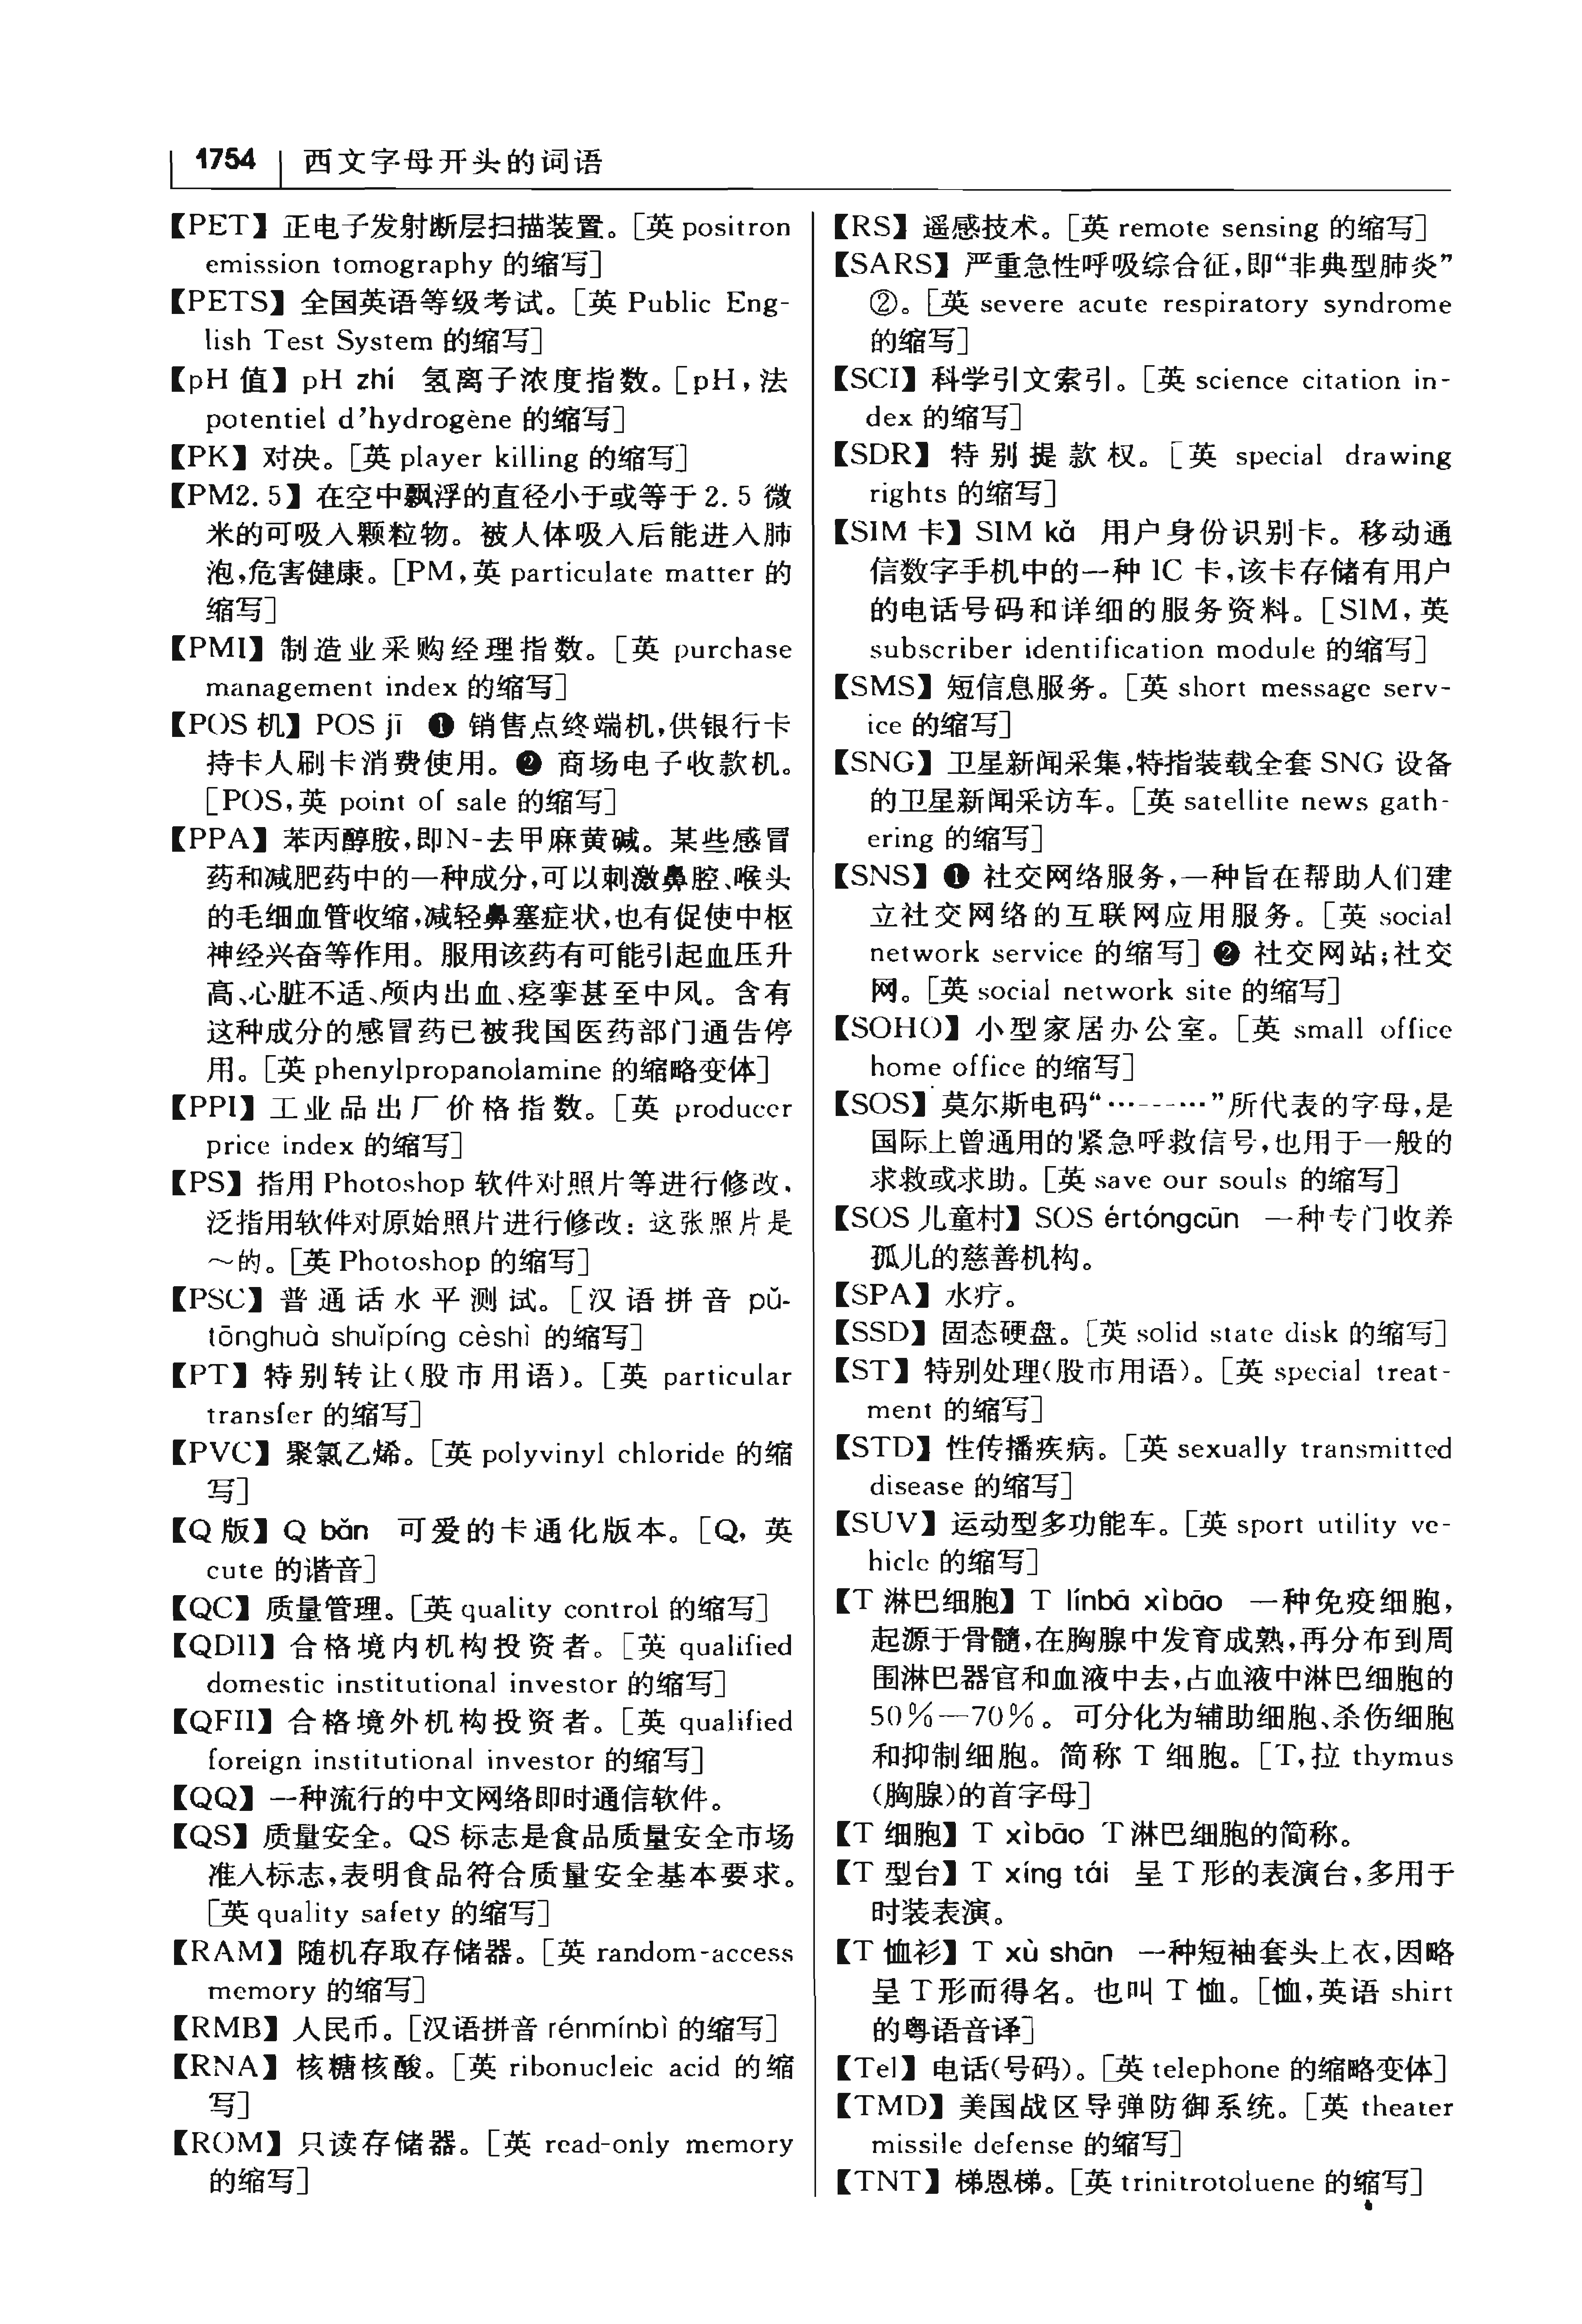 1754 西文字母开头的词语
【PET】 正电子发射断层扫描装置。[英 positron
emission tomography 的缩写]
【PETS】 全国英语等级考试。[英 Public Eng-
lish Test System 的缩写]
【pH 值】 pH zhí 氢离子浓度指数。[pH,法
potentiel d’hydrogène 的缩写]
【PK】 对决。[英 player killing 的缩写]
【PM2.5】 在空中飘浮的直径小于或等于 2.5 微
米的可吸入颗粒物。被人体吸入后能进入肺
泡,危害健康。[PM,英 particulate matter 的
缩写]
【PMI】 制造业采购经理指数。[英 purchase
management index 的缩写]
【POS 机】 POS jī ❶ 销售点终端机,供银行卡
持卡人刷卡消费使用。❷ 商场电子收款机。
[POS,英 point of sale 的缩写]
【PPA】 苯丙醇胺,即N-去甲麻黄碱。某些感冒
药和减肥药中的一种成分,可以刺激鼻腔、喉头
的毛细血管收缩,减轻鼻塞症状,也有促使中枢
神经兴奋等作用。服用该药有可能引起血压升
高、心脏不适、颅内出血、痉挛甚至中风。含有
这种成分的感冒药已被我国医药部门通告停
用。[英 phenylpropanolamine 的缩略变体]
【PPI】 工业品出厂价格指数。[英 producer
price index 的缩写]
【PS】 指用 Photoshop 软件对照片等进行修改,
泛指用软件对原始照片进行修改: 这张照片是
～的。[英 Photoshop 的缩写]
【PSC】 普通话水平测试。[汉语拼音 pǔ-
tōnghuà shuǐpíng cèshì 的缩写]
【PT】 特别转让(股市用语)。[英 particular
transfer 的缩写]
【PVC】 聚氯乙烯。[英 polyvinyl chloride 的缩
写]
【Q 版】 Q bǎn 可爱的卡通化版本。[Q, 英
cute 的谐音]
【QC】 质量管理。[英 quality control 的缩写]
【QDII】 合格境内机构投资者。[英 qualified
domestic institutional investor 的缩写]
【QFII】 合格境外机构投资者。[英 qualified
foreign institutional investor 的缩写]
【QQ】 一种流行的中文网络即时通信软件。
【QS】 质量安全。QS 标志是食品质量安全市场
准入标志,表明食品符合质量安全基本要求。
[英 quality safety 的缩写]
【RAM】 随机存取存储器。[英 random-access
memory 的缩写]
【RMB】 人民币。[汉语拼音 rénmínbì 的缩写]
【RNA】 核糖核酸。[英 ribonucleic acid 的缩
写]
【ROM】 只读存储器。[英 read-only memory
的缩写]
【RS】 遥感技术。[英 remote sensing 的缩写]
【SARS】 严重急性呼吸综合征,即“非典型肺炎”
②。[英 severe acute respiratory syndrome
的缩写]
【SCI】 科学引文索引。[英 science citation in-
dex 的缩写]
【SDR】 特别提款权。[英 special drawing
rights 的缩写]
【SIM 卡】 SIM kǎ 用户身份识别卡。移动通
信数字手机中的一种 IC 卡,该卡存储有用户
的电话号码和详细的服务资料。[SIM,英
subscriber identification module 的缩写]
【SMS】 短信息服务。[英 short message serv-
ice 的缩写]
【SNG】 卫星新闻采集,特指装载全套 SNG 设备
的卫星新闻采访车。[英 satellite news gath-
ering 的缩写]
【SNS】 ❶ 社交网络服务,一种旨在帮助人们建
立社交网络的互联网应用服务。[英 social
network service 的缩写] ❷ 社交网站;社交
网。[英 social network site 的缩写]
【SOHO】 小型家居办公室。[英 small office
home office 的缩写]
【SOS】 莫尔斯电码“···---···”所代表的字母,是
国际上曾通用的紧急呼救信号,也用于一般的
求救或求助。[英 save our souls 的缩写]
【SOS 儿童村】 SOS értóngcūn 一种专门收养
孤儿的慈善机构。
【SPA】 水疗。
【SSD】 固态硬盘。[英 solid state disk 的缩写]
【ST】 特别处理(股市用语)。[英 special treat-
ment 的缩写]
【STD】 性传播疾病。[英 sexually transmitted
disease 的缩写]
【SUV】 运动型多功能车。[英 sport utility ve-
hicle 的缩写]
【T 淋巴细胞】 T línbā xìbāo 一种免疫细胞,
起源于骨髓,在胸腺中发育成熟,再分布到周
围淋巴器官和血液中去,占血液中淋巴细胞的
50%—70%。可分化为辅助细胞、杀伤细胞
和抑制细胞。简称 T 细胞。[T,拉 thymus
(胸腺)的首字母]
【T 细胞】 T xìbāo T淋巴细胞的简称。
【T 型台】 T xíng tái 呈 T 形的表演台,多用于
时装表演。
【T 恤衫】 T xù shān 一种短袖套头上衣,因略
呈 T 形而得名。也叫 T 恤。[恤,英语 shirt
的粤语音译]
【Tel】 电话(号码)。[英 telephone 的缩略变体]
【TMD】 美国战区导弹防御系统。[英 theater
missile defense 的缩写]
【TNT】 梯恩梯。[英 trinitrotoluene 的缩写]